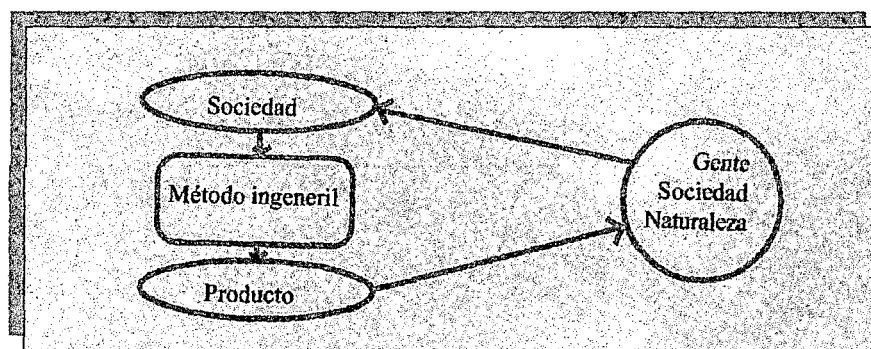 Sociedad
Método ingeneril
Producto
Gente
Sociedad
Naturaleza